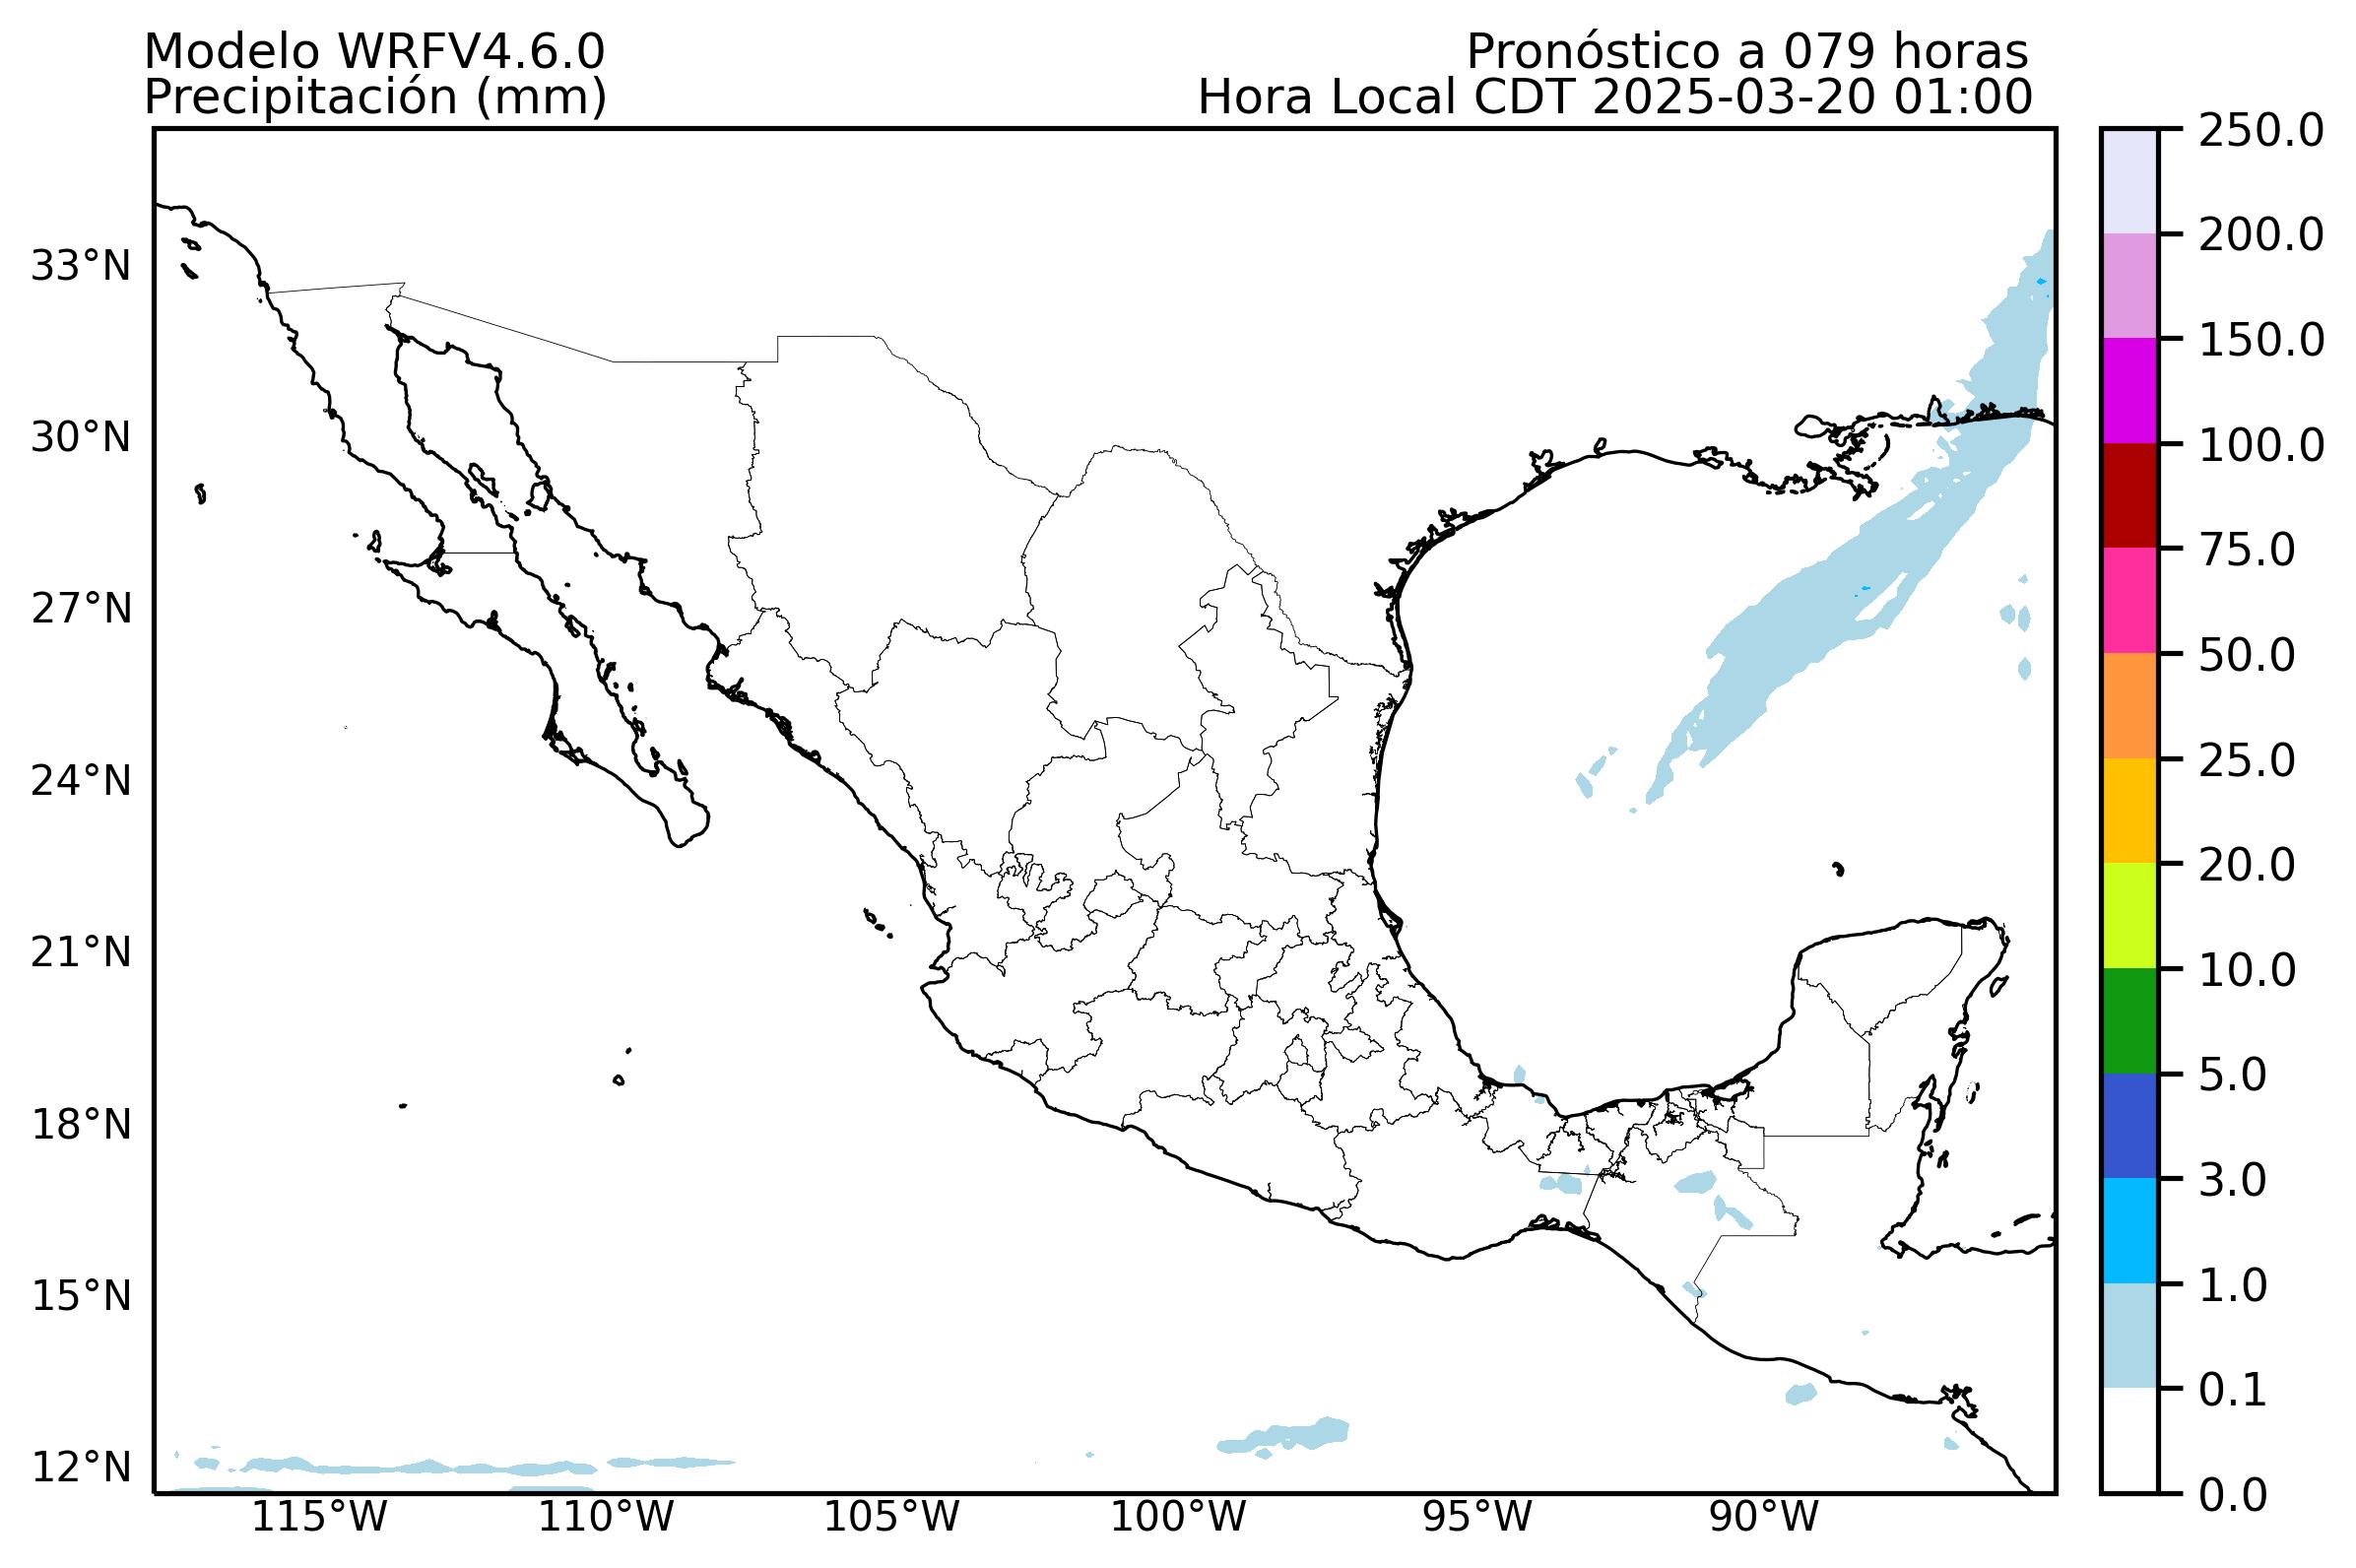 Modelo WRFV4.6.0
Precipitación (mm)
Pronóstico a 079 horas
Hora Local CDT 2025-03-20 01:00
33°N
30°N
27°N
24°N
21°N
18°N
15°N
12°N
115°W
110°W
105°W
100°W
95°W
90°W
250.0
200.0
150.0
100.0
75.0
50.0
25.0
20.0
10.0
5.0
3.0
1.0
0.1
0.0